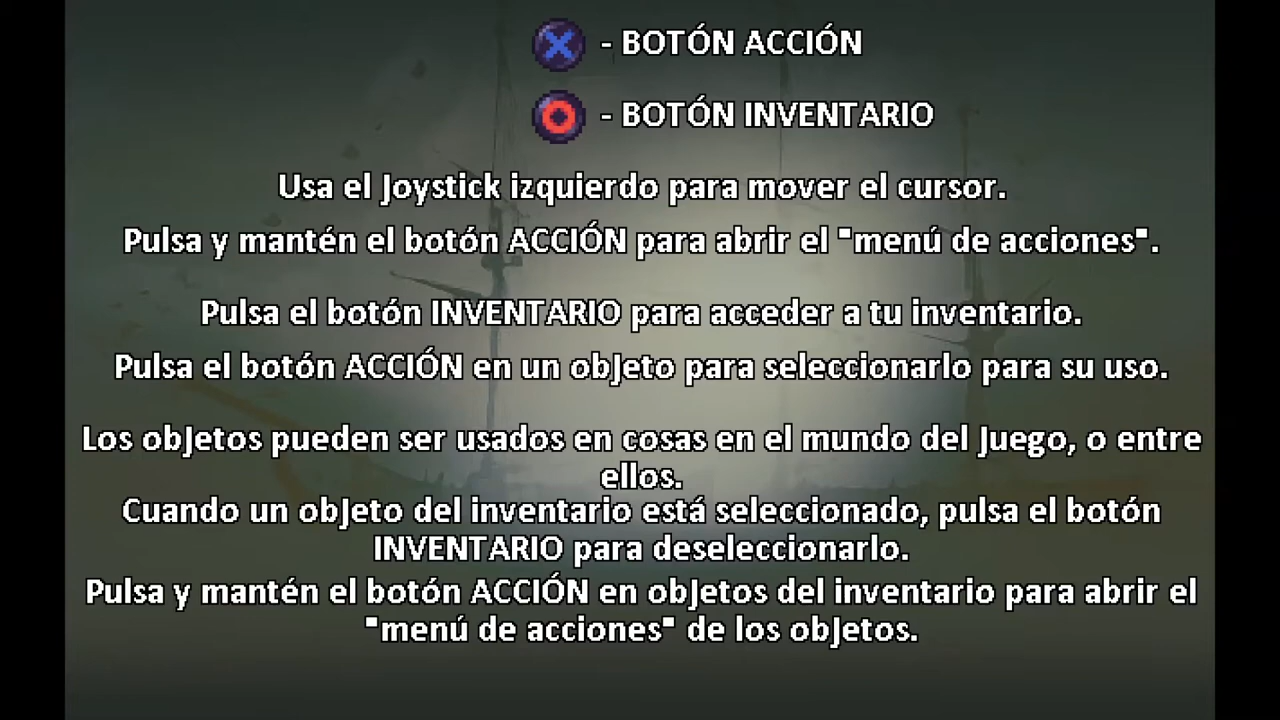 - BOTÓN ACCIÓN
- BOTÓN INVENTARIO
Usa el Joystick izquierdo para mover el cursor.
Pulsa y mantén el botón ACCIÓN para abrir el "menú de acciones".
Pulsa el botón INVENTARIO para acceder a tu inventario.
Pulsa el botón ACCIÓN en un objeto para seleccionarlo para su uso.
Los objetos pueden ser usados en cosas en el mundo del juego, o entre
ellos.
Cuando un objeto del inventario está seleccionado, pulsa el botón
INVENTARIO para deseleccionarlo.
Pulsa y mantén el botón ACCIÓN en objetos del inventario para abrir el
"menú de acciones" de los objetos.